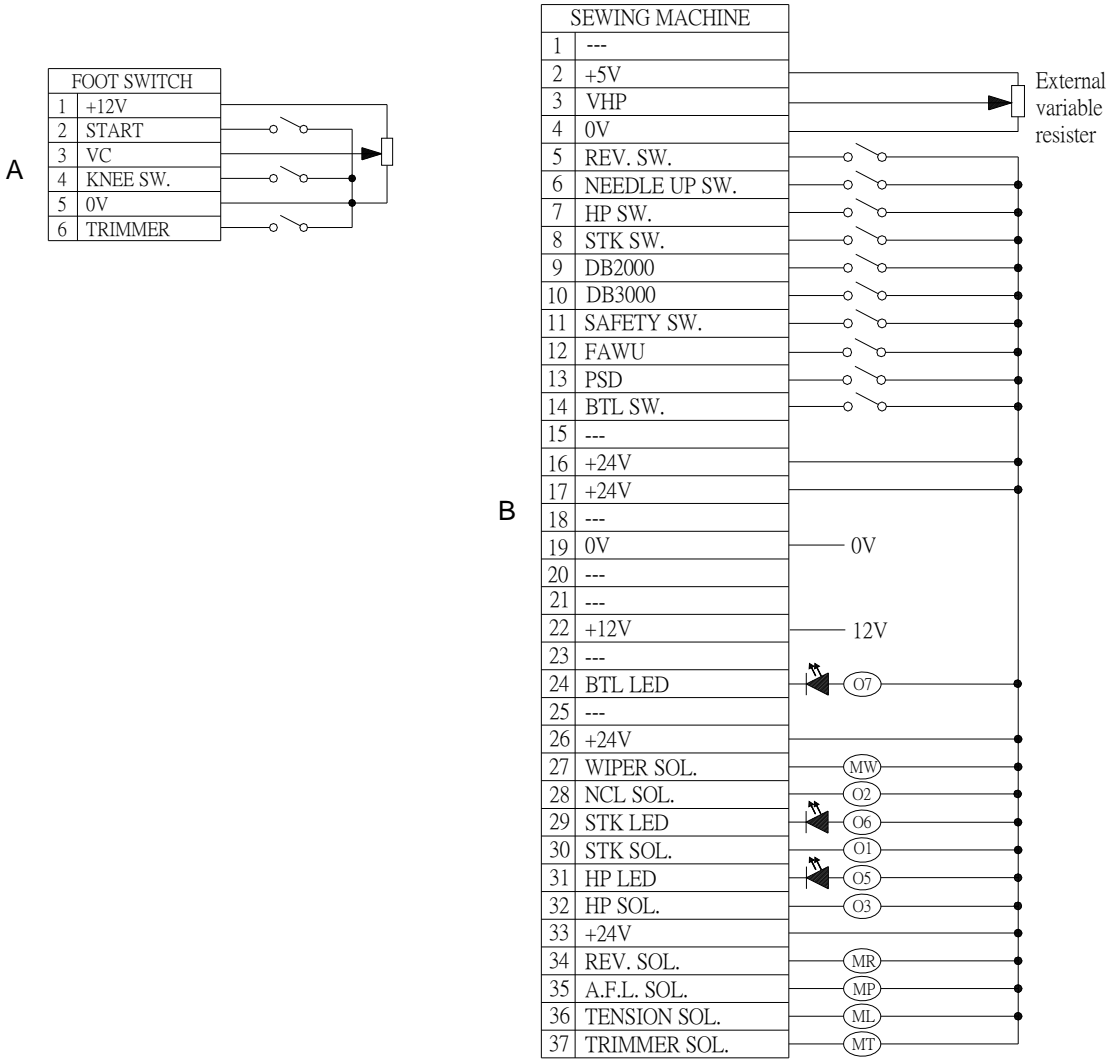 A
FOOT SWITCH
1 +12V
2 START
3 VC
4 KNEE SW.
5 0V
6 TRIMMER
B
SEWING MACHINE
1 ---
2 +5V
3 VHP
4 0V
External
variable
resister
5 REV. SW.
6 NEEDLE UP SW.
7 HP SW.
8 STK SW.
9 DB2000
10 DB3000
11 SAFETY SW.
12 FAWU
13 PSD
14 BTL SW.
15 ---
16 +24V
17 +24V
18 ---
19 0V 0V
20 ---
21 ---
22 +12V 12V
23 ---
24 BTL LED O7
25 ---
26 +24V
27 WIPER SOL. MW
28 NCL SOL. O2
29 STK LED O6
30 STK SOL. O1
31 HP LED O5
32 HP SOL. O3
33 +24V
34 REV. SOL. MR
35 A.F.L. SOL. MP
36 TENSION SOL. ML
37 TRIMMER SOL. MT